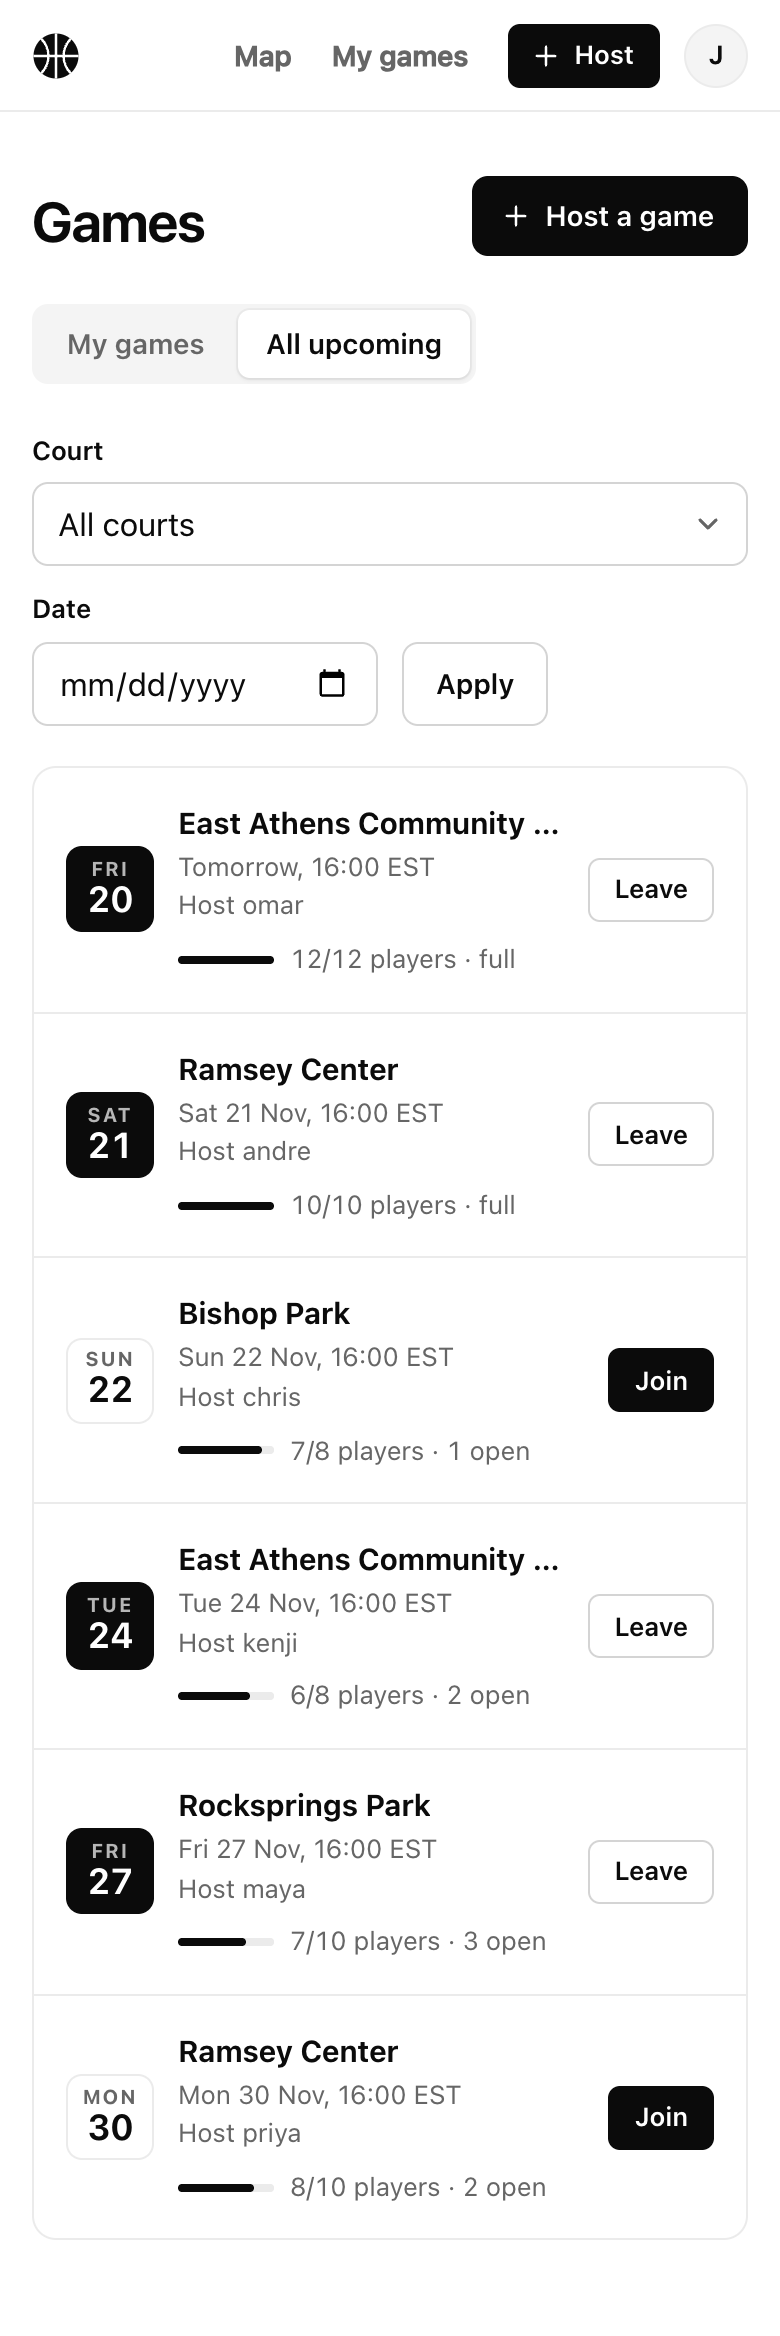 Map My games + Host J
Games
+ Host a game
My games All upcoming
Court
All courts
Date
mm/dd/yyyy Apply
FRI
20
East Athens Community ...
Tomorrow, 16:00 EST
Host omar
12/12 players · full
Leave
SAT
21
Ramsey Center
Sat 21 Nov, 16:00 EST
Host andre
10/10 players · full
Leave
SUN
22
Bishop Park
Sun 22 Nov, 16:00 EST
Host chris
7/8 players · 1 open
Join
TUE
24
East Athens Community ...
Tue 24 Nov, 16:00 EST
Host kenji
6/8 players · 2 open
Leave
FRI
27
Rocksprings Park
Fri 27 Nov, 16:00 EST
Host maya
7/10 players · 3 open
Leave
MON
30
Ramsey Center
Mon 30 Nov, 16:00 EST
Host priya
8/10 players · 2 open
Join